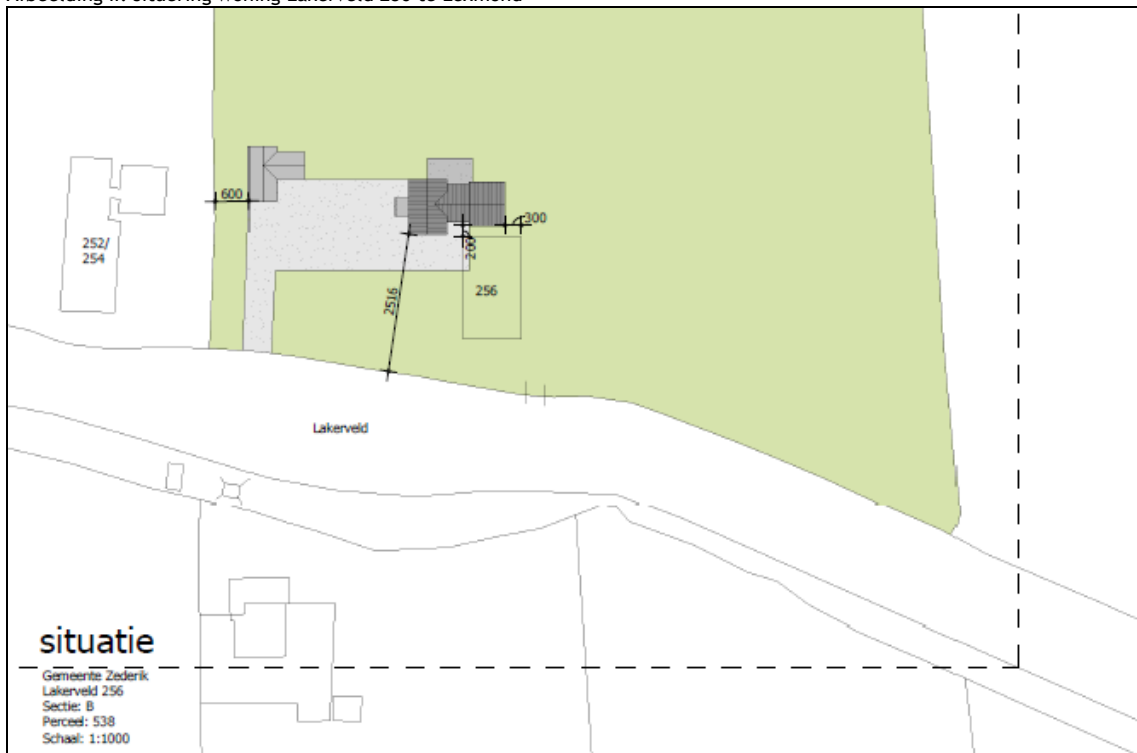 600
300
252/
254
200
256
2516
Lakerveld
situatie
Gemeente Zederik
Lakerveld 256
Sectie: B
Perceel: 538
Schaal: 1:1000